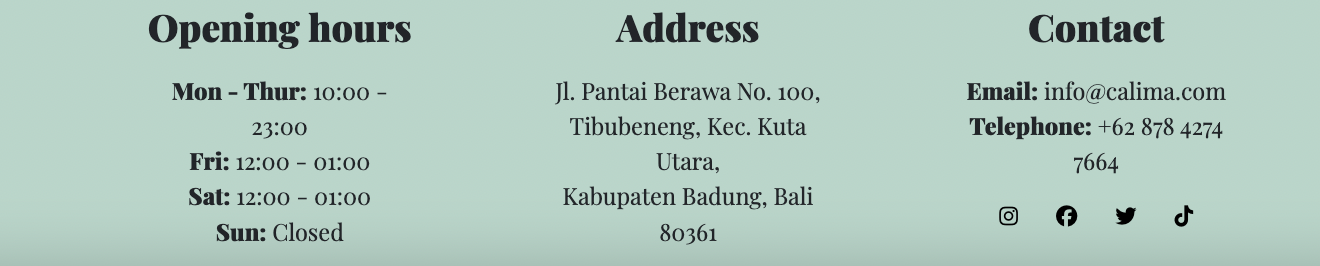 Opening hours
Mon - Thur: 10:00 -
23:00
Fri: 12:00 - 01:00
Sat: 12:00 - 01:00
Sun: Closed
Address
Jl. Pantai Berawa No. 100,
Tibubeneng, Kec. Kuta
Utara,
Kabupaten Badung, Bali
80361
Contact
Email: info@calima.com
Telephone: +62 878 4274
7664